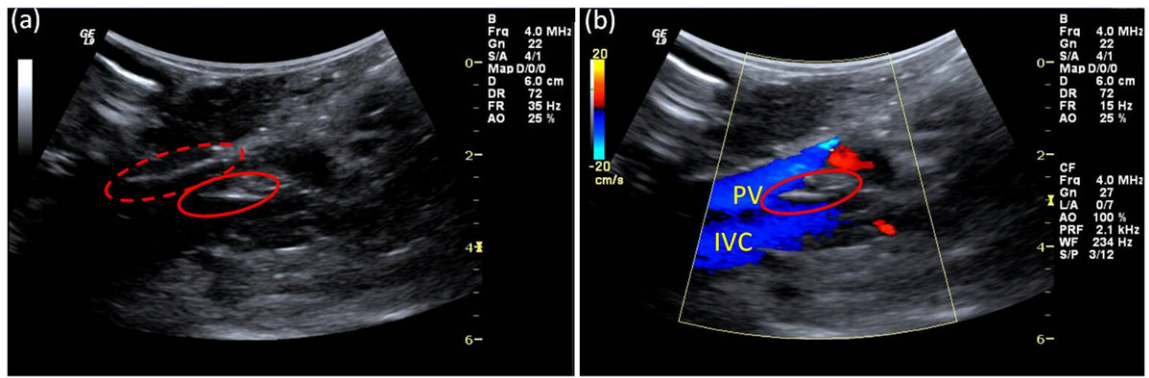 (a)
GE
L9
B
Frq 4.0 MHz
Gn 22
S/A 4/1
Map D/0/0
D 6.0 cm
DR 72
FR 35 Hz
AO 25 %
0
2
4
6
(b)
GE
L9
20
-20
cm/s
PV
IVC
B
Frq 4.0 MHz
Gn 22
S/A 4/1
Map D/0/0
D 6.0 cm
DR 72
FR 15 Hz
AO 25 %
CF
Frq 4.0 MHz
Gn 27
L/A 0/7
AO 100 %
PRF 2.1 kHz
WF 234 Hz
S/P 3/12
0
2
4
6